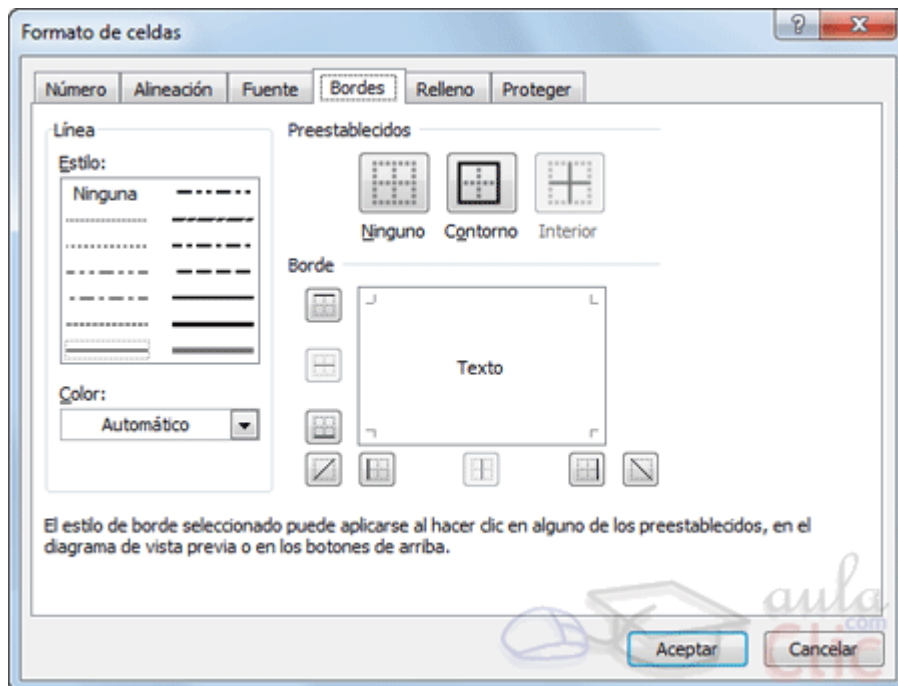 Formato de celdas
Número Alineación Fuente Bordes Relleno Proteger
Línea
Estilo:
Ninguna
Color:
Automático
Preestablecidos
Ninguno Contorno Interior
Borde
Texto
El estilo de borde seleccionado puede aplicarse al hacer clic en alguno de los preestablecidos, en el
diagrama de vista previa o en los botones de arriba.
aula
.com
Clic
Aceptar Cancelar